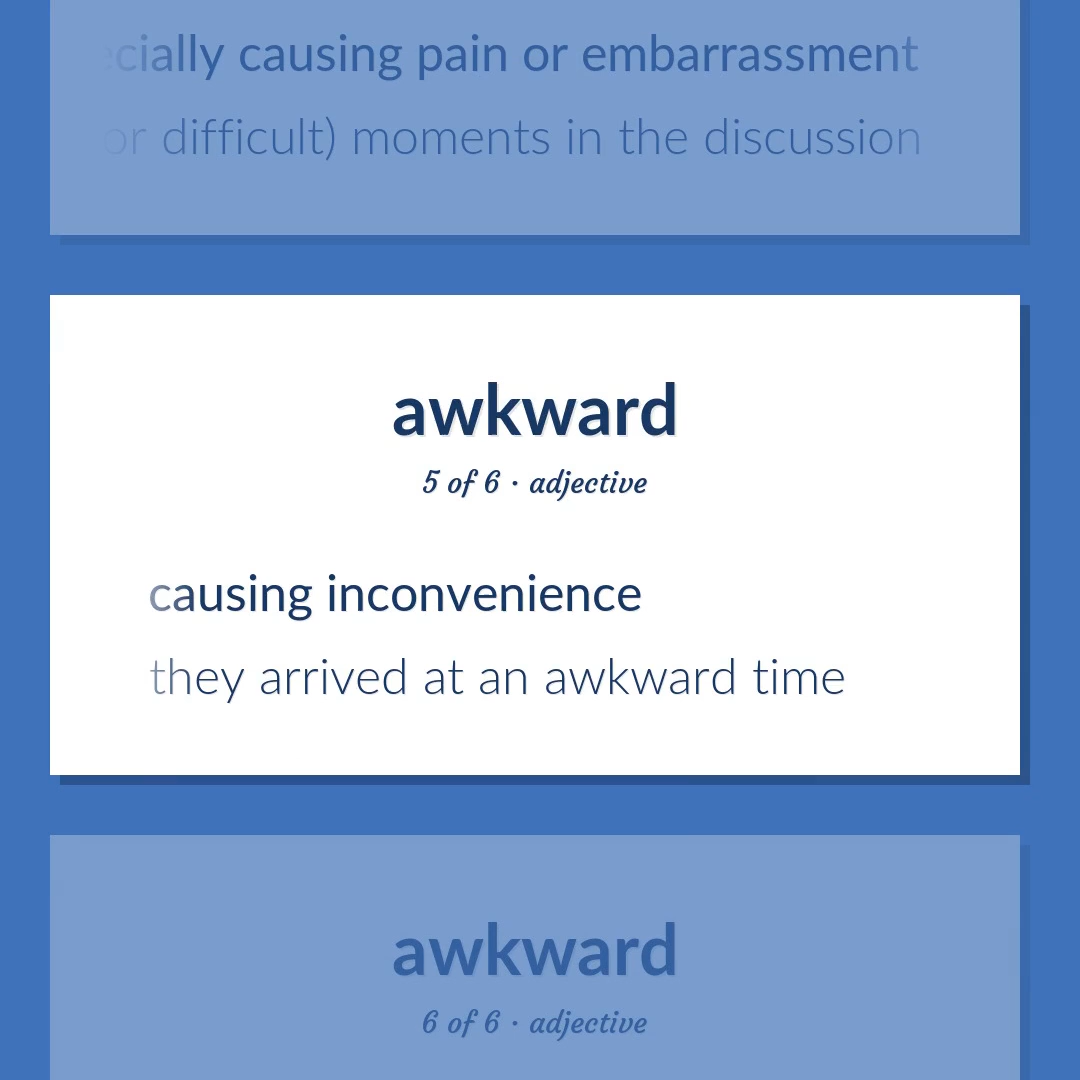 cially causing pain or embarrassment
or difficult) moments in the discussion
awkward
5 of 6 · adjective
causing inconvenience
they arrived at an awkward time
awkward
6 of 6 · adjective